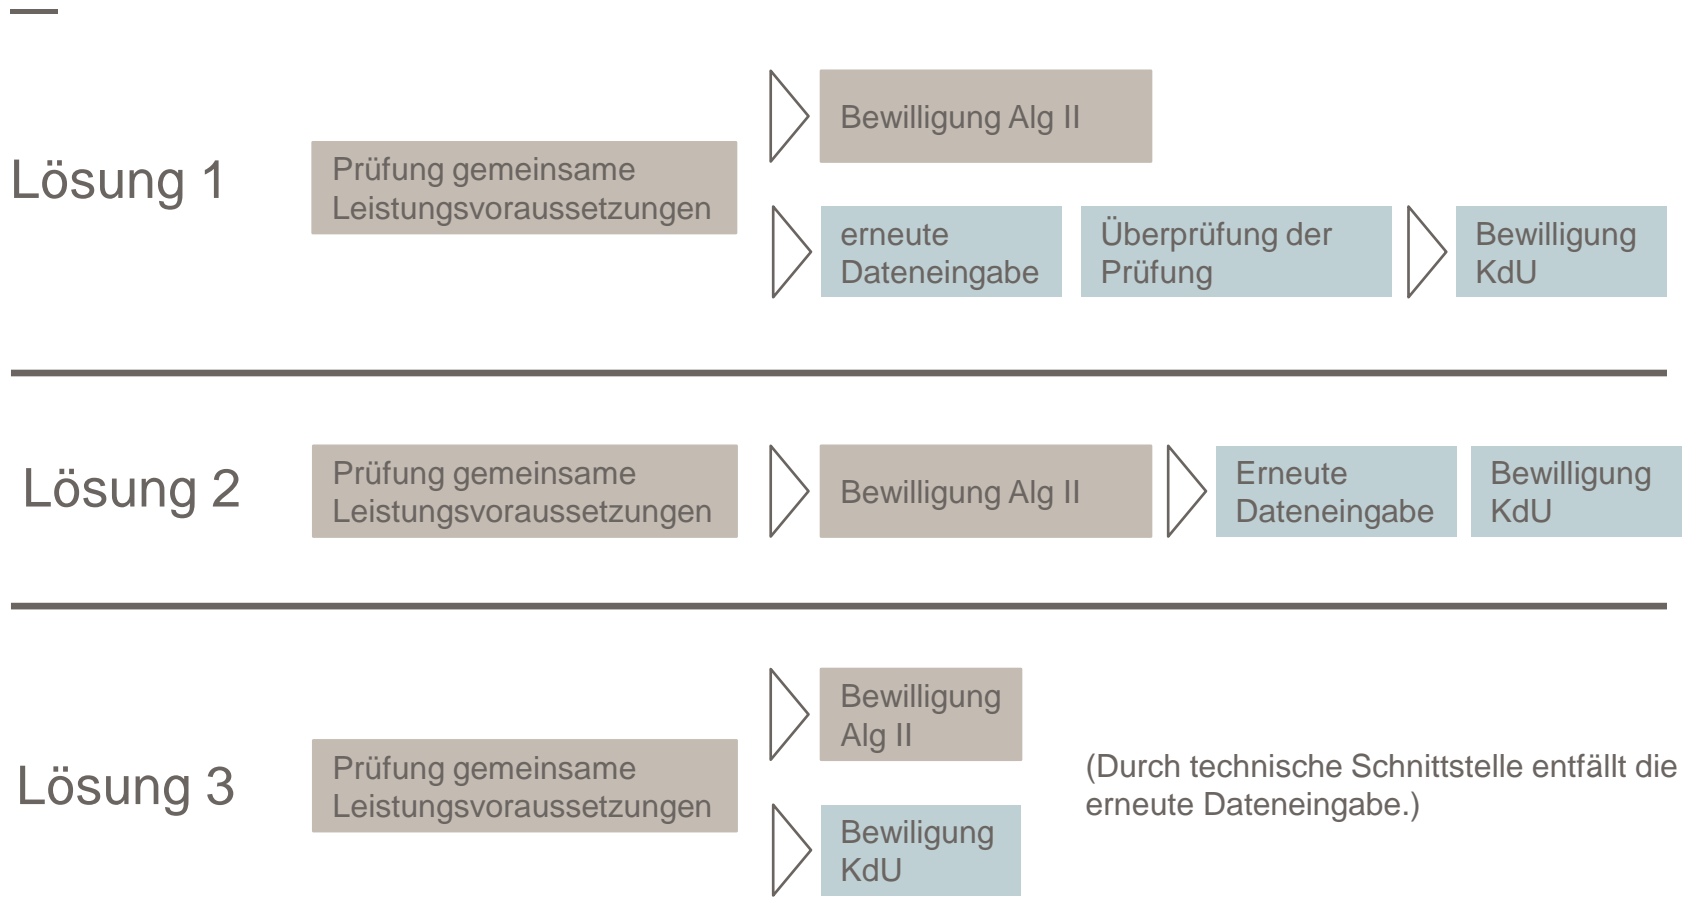 Lösung 1
Prüfung gemeinsame
Leistungsvoraussetzungen
Bewilligung Alg II
erneute
Dateneingabe
Überprüfung der
Prüfung
Bewilligung
KdU
Lösung 2
Prüfung gemeinsame
Leistungsvoraussetzungen
Bewilligung Alg II
Erneute
Dateneingabe
Bewilligung
KdU
Lösung 3
Prüfung gemeinsame
Leistungsvoraussetzungen
Bewilligung
Alg II
Bewiligung
KdU
(Durch technische Schnittstelle entfällt die
erneute Dateneingabe.)